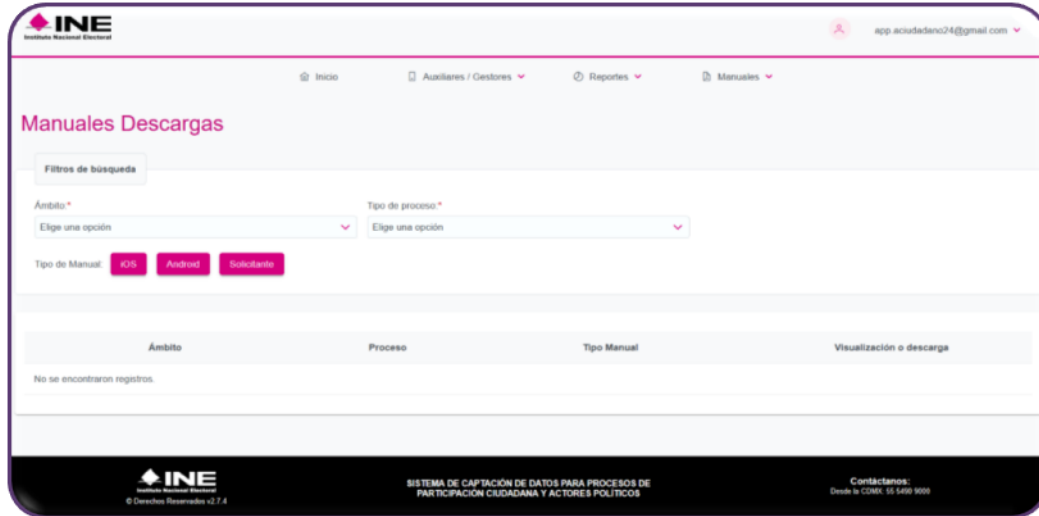 INE
Instituto Nacional Electoral
app.aciudadano24@gmail.com
Inicio
Auxiliares / Gestores
Reportes
Manuales
Manuales Descargas
Filtros de búsqueda
Ámbito:*
Tipo de proceso:*
Elige una opción
Elige una opción
Tipo de Manual:
iOS
Android
Solicitante
Ámbito
Proceso
Tipo Manual
Visualización o descarga
No se encontraron registros.
INE
Instituto Nacional Electoral
© Derechos Reservados v2.7.4
SISTEMA DE CAPTACIÓN DE DATOS PARA PROCESOS DE
PARTICIPACIÓN CIUDADANA Y ACTORES POLÍTICOS
Contáctanos:
Desde la CDMX: 55 5490 9000